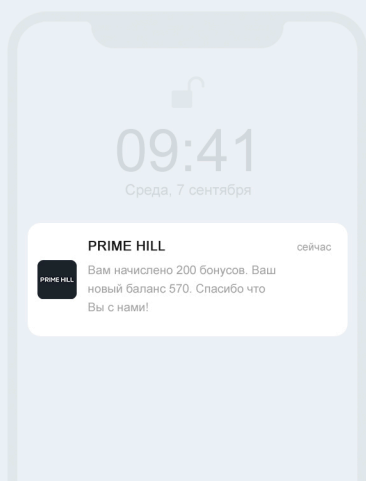 09:41
Среда, 7 сентября
PRIME HILL
сейчас
PRIME HILL
Вам начислено 200 бонусов. Ваш
новый баланс 570. Спасибо что
Вы с нами!